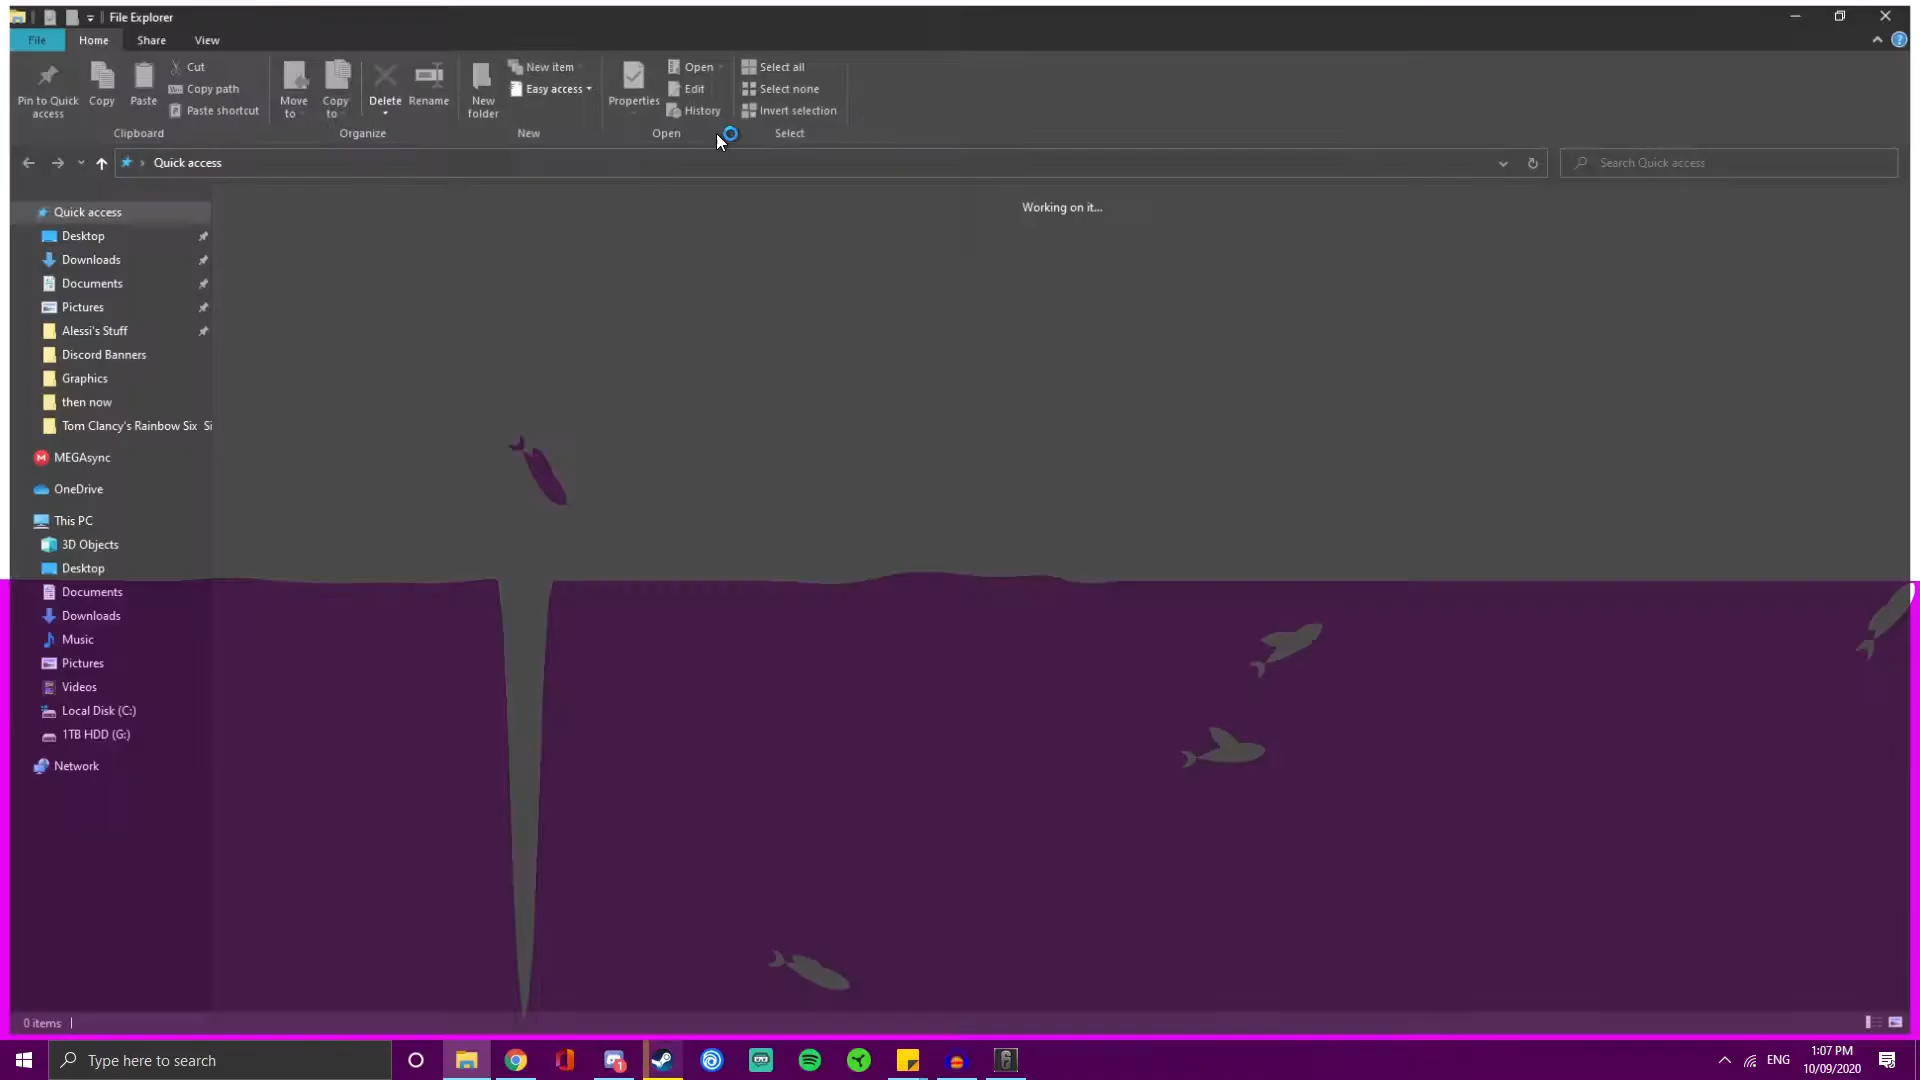 File Explorer
File Home Share View
Pin to Quick access
Copy
Paste
Cut
Copy path
Paste shortcut
Clipboard
Move to
Copy to
Delete
Rename
Organize
New folder
New item
Easy access
New
Properties
Open
Edit
History
Open
Select all
Select none
Invert selection
Select
Quick access
Search Quick access
Working on it...
Quick access
Desktop
Downloads
Documents
Pictures
Alessi's Stuff
Discord Banners
Graphics
then now
Tom Clancy's Rainbow Six Si
MEGAsync
OneDrive
This PC
3D Objects
Desktop
Documents
Downloads
Music
Pictures
Videos
Local Disk (C:)
1TB HDD (G:)
Network
0 items
Type here to search
1
ENG
1:07 PM
10/09/2020